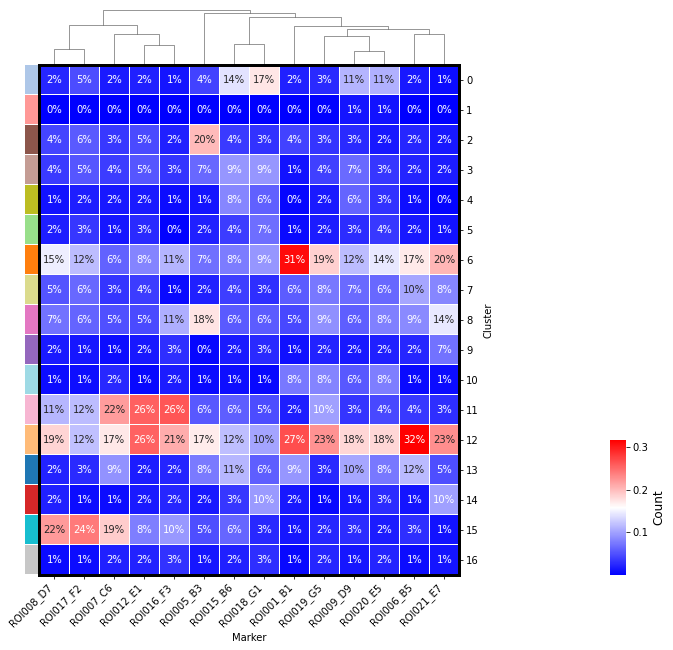 2% 5% 2% 2% 1% 4% 14% 17% 2% 3% 11% 11% 2% 1% 0
0% 0% 0% 0% 0% 0% 0% 0% 0% 0% 1% 1% 0% 0% 1
4% 6% 3% 5% 2% 20% 4% 3% 4% 3% 3% 2% 2% 2% 2
4% 5% 4% 5% 3% 7% 9% 9% 1% 4% 7% 3% 2% 2% 3
1% 2% 2% 2% 1% 1% 8% 6% 0% 2% 6% 3% 1% 0% 4
2% 3% 1% 3% 0% 2% 4% 7% 1% 2% 3% 4% 2% 1% 5
15% 12% 6% 8% 11% 7% 8% 9% 31% 19% 12% 14% 17% 20% 6
5% 6% 3% 4% 1% 2% 4% 3% 6% 8% 7% 6% 10% 8% 7
7% 6% 5% 5% 11% 18% 6% 6% 5% 9% 6% 8% 9% 14% 8
2% 1% 1% 2% 3% 0% 2% 3% 1% 2% 2% 2% 2% 7% 9
1% 1% 2% 1% 2% 1% 1% 1% 8% 8% 6% 8% 1% 1% 10
11% 12% 22% 26% 26% 6% 6% 5% 2% 10% 3% 4% 4% 3% 11
19% 12% 17% 26% 21% 17% 12% 10% 27% 23% 18% 18% 32% 23% 12
2% 3% 9% 2% 2% 8% 11% 6% 9% 3% 10% 8% 12% 5% 13
2% 1% 1% 2% 2% 2% 3% 10% 2% 1% 1% 3% 1% 10% 14
22% 24% 19% 8% 10% 5% 6% 3% 1% 2% 3% 2% 3% 1% 15
1% 1% 2% 2% 3% 1% 2% 3% 1% 2% 1% 2% 1% 1% 16
Cluster
ROI008_D7 ROI017_F2 ROI007_C6 ROI012_E1 ROI016_F3 ROI005_B3 ROI015_B6 ROI018_G1 ROI001_B1 ROI019_G5 ROI009_D9 ROI020_E5 ROI006_B5 ROI021_E7
Marker
0.3
0.2
0.1
Count